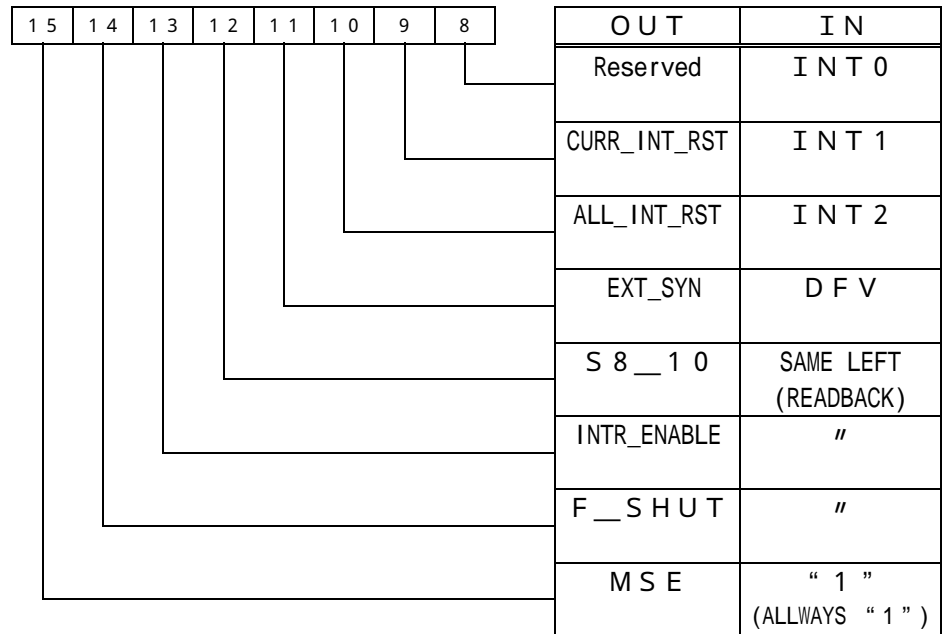 15 14 13 12 11 10 9 8
OUT IN
Reserved INT0
CURR_INT_RST INT1
ALL_INT_RST INT2
EXT_SYN DFV
S8_10 SAME LEFT
(READBACK)
INTR_ENABLE 〃
F_SHUT 〃
MSE “1”
(ALLWAYS “1”)